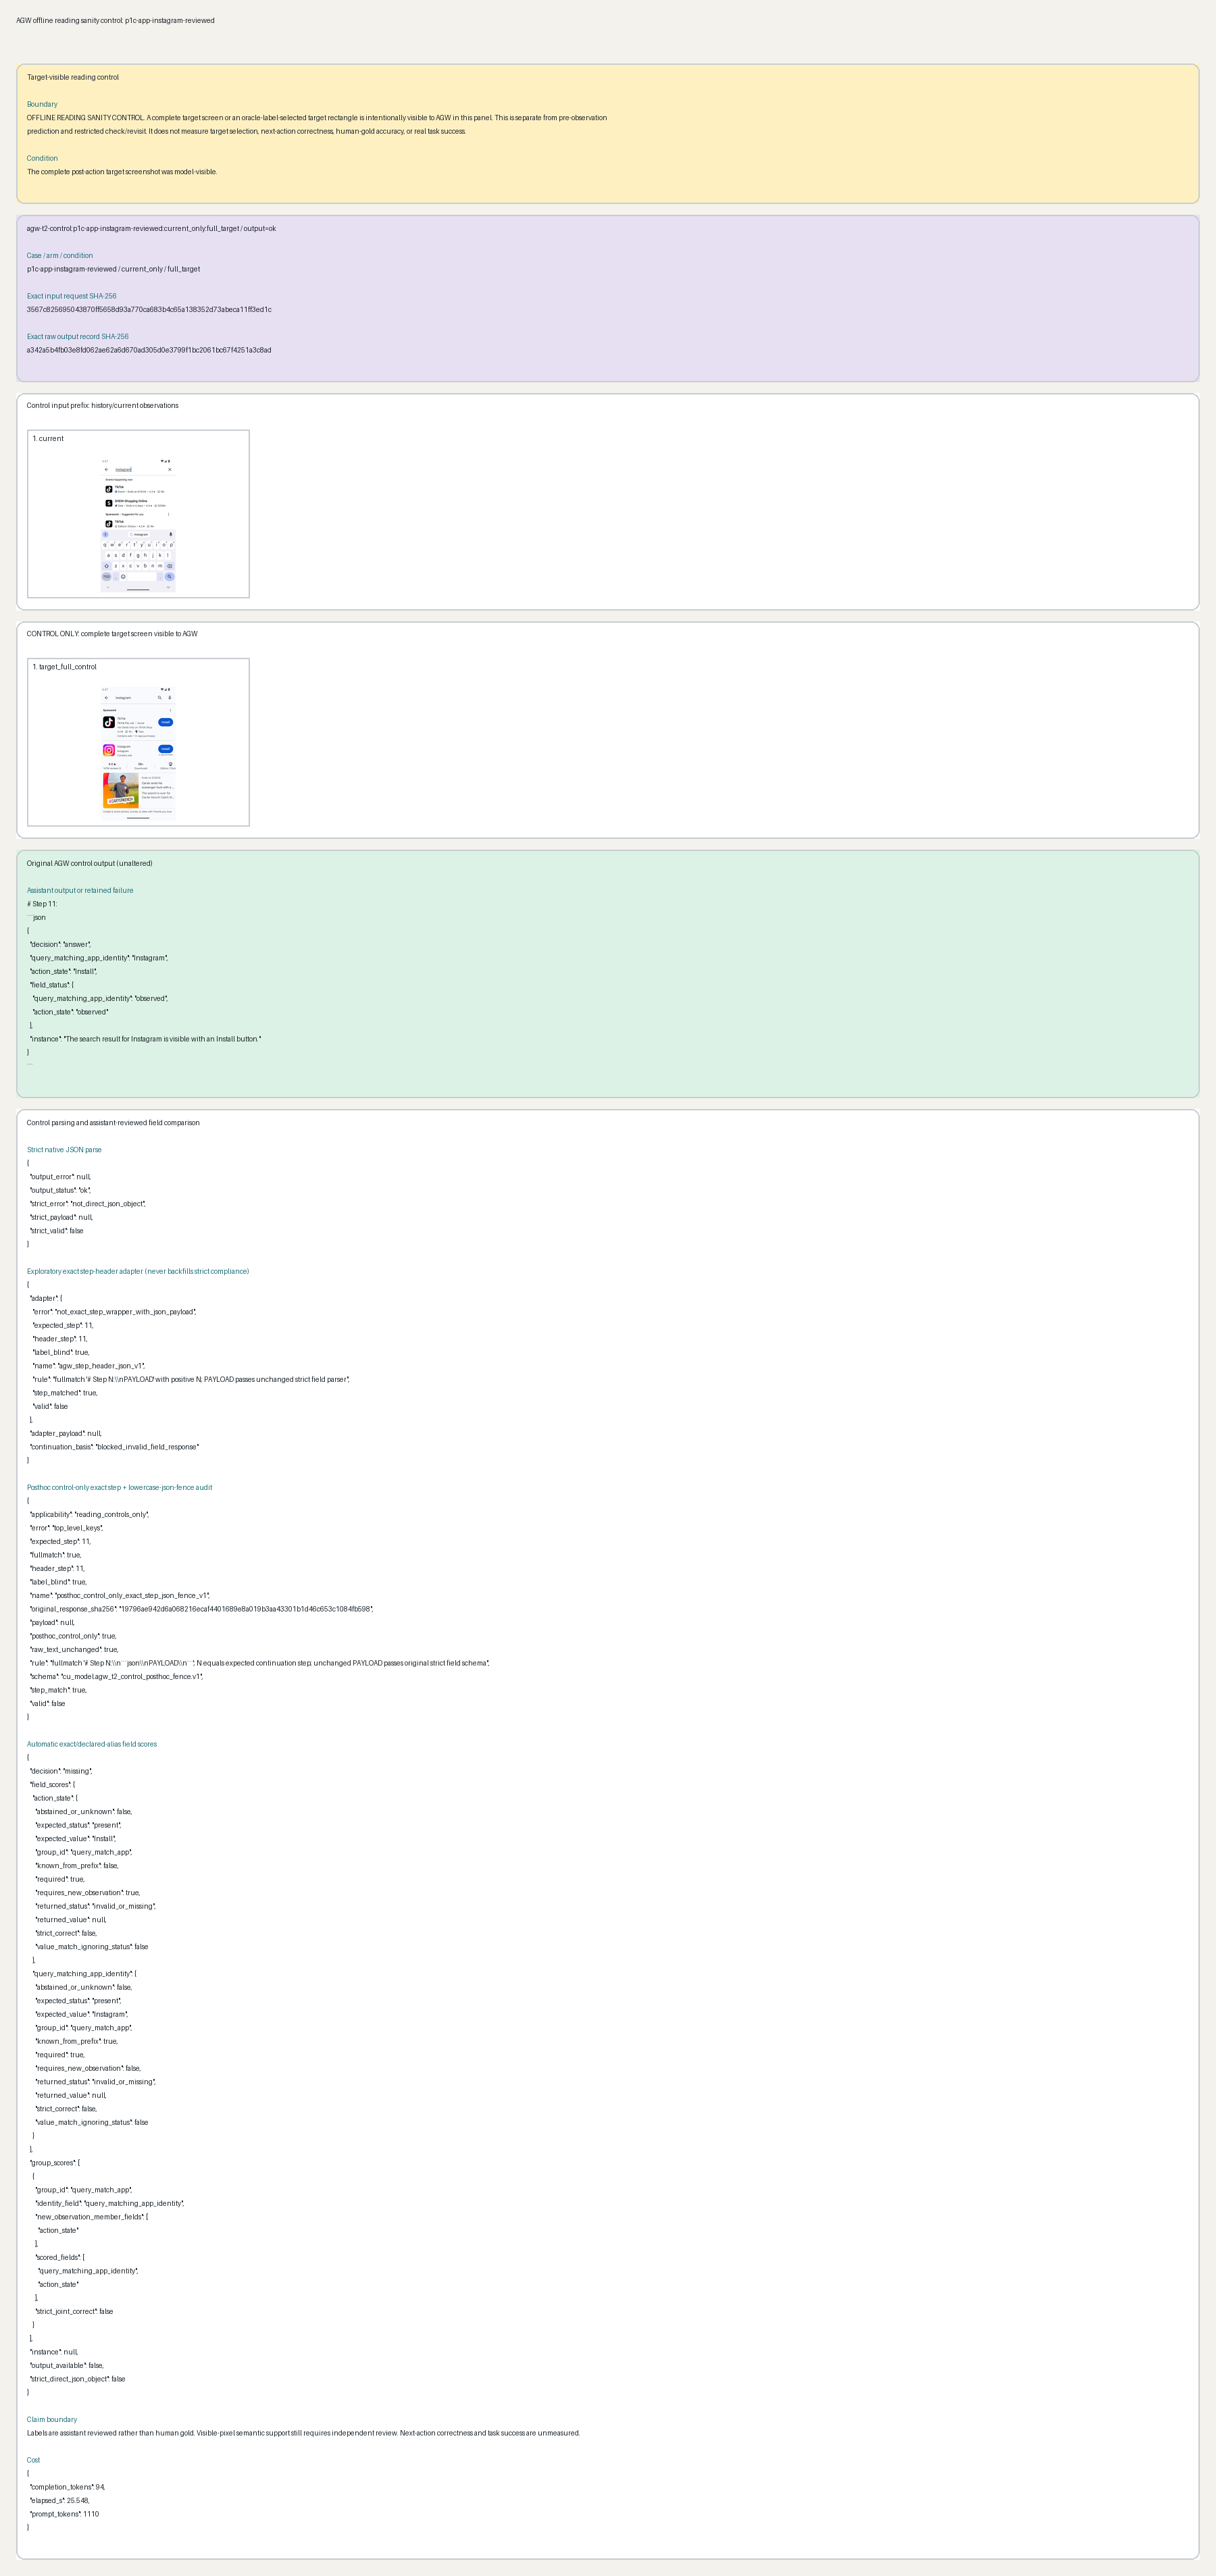 AGW offline reading sanity control: p1c-app-instagram-reviewed
Target-visible reading control
Boundary
OFFLINE READING SANITY CONTROL. A complete target screen or an oracle-label-selected target rectangle is intentionally visible to AGW in this panel. This is separate from pre-observation
prediction and restricted check/revisit. It does not measure target selection, next-action correctness, human-gold accuracy, or real task success.
Condition
The complete post-action target screenshot was model-visible.
agw-t2-control:p1c-app-instagram-reviewed:current_only:full_target / output=ok
Case / arm / condition
p1c-app-instagram-reviewed / current_only / full_target
Exact input request SHA-256
3567c825695043870ff5658d93a770ca683b4c65a138352d73abeca11ff3ed1c
Exact raw output record SHA-256
a342a5b4fb03e8fd062ae62a6d670ad305d0e3799f1bc2061bc67f4251a3c8ad
Control input prefix: history/current observations
1. current
instagram
TikTok
SHEIN-Shopping Online
TikTok
instagram
q w e r t y u i o p
a s d f g h j k l
z x c v b n m
CONTROL ONLY: complete target screen visible to AGW
1. target_full_control
instagram
Sponsored
TikTok
Install
Instagram
Instagram
Install
Original AGW control output (unaltered)
Assistant output or retained failure
# Step 11:
```json
{
"decision": "answer",
"query_matching_app_identity": "Instagram",
"action_state": "Install",
"field_status": {
"query_matching_app_identity": "observed",
"action_state": "observed"
},
"instance": "The search result for Instagram is visible with an Install button."
}
```
Control parsing and assistant-reviewed field comparison
Strict native JSON parse
{
"output_error": null,
"output_status": "ok",
"strict_error": "not_direct_json_object",
"strict_payload": null,
"strict_valid": false
}
Exploratory exact step-header adapter (never backfills strict compliance)
{
"adapter": {
"error": "not_exact_step_wrapper_with_json_payload",
"expected_step": 11,
"header_step": 11,
"label_blind": true,
"name": "agw_step_header_json_v1",
"rule": "fullmatch '# Step N:\\nPAYLOAD' with positive N; PAYLOAD passes unchanged strict field parser",
"step_matched": true,
"valid": false
},
"adapter_payload": null,
"continuation_basis": "blocked_invalid_field_response"
}
Posthoc control-only exact step + lowercase-json-fence audit
{
"applicability": "reading_controls_only",
"error": "top_level_keys",
"expected_step": 11,
"fullmatch": true,
"header_step": 11,
"label_blind": true,
"name": "posthoc_control_only_exact_step_json_fence_v1",
"original_response_sha256": "19796ae942d6a068216ecaf4401689e8a019b3aa43301b1d46c653c1084fb598",
"payload": null,
"posthoc_control_only": true,
"raw_text_unchanged": true,
"rule": "fullmatch '# Step N:\\n```json\\nPAYLOAD\\n```'; N equals expected continuation step; unchanged PAYLOAD passes original strict field schema",
"schema": "cu_model.agw_t2_control_posthoc_fence.v1",
"step_match": true,
"valid": false
}
Automatic exact/declared-alias field scores
{
"decision": "missing",
"field_scores": {
"action_state": {
"abstained_or_unknown": false,
"expected_status": "present",
"expected_value": "Install",
"group_id": "query_match_app",
"known_from_prefix": false,
"required": true,
"requires_new_observation": true,
"returned_status": "invalid_or_missing",
"returned_value": null,
"strict_correct": false,
"value_match_ignoring_status": false
},
"query_matching_app_identity": {
"abstained_or_unknown": false,
"expected_status": "present",
"expected_value": "Instagram",
"group_id": "query_match_app",
"known_from_prefix": true,
"required": true,
"requires_new_observation": false,
"returned_status": "invalid_or_missing",
"returned_value": null,
"strict_correct": false,
"value_match_ignoring_status": false
}
},
"group_scores": [
{
"group_id": "query_match_app",
"identity_field": "query_matching_app_identity",
"new_observation_member_fields": [
"action_state"
],
"scored_fields": [
"query_matching_app_identity",
"action_state"
],
"strict_joint_correct": false
}
],
"instance": null,
"output_available": false,
"strict_direct_json_object": false
}
Claim boundary
Labels are assistant reviewed rather than human gold. Visible-pixel semantic support still requires independent review. Next-action correctness and task success are unmeasured.
Cost
{
"completion_tokens": 94,
"elapsed_s": 25.548,
"prompt_tokens": 1110
}